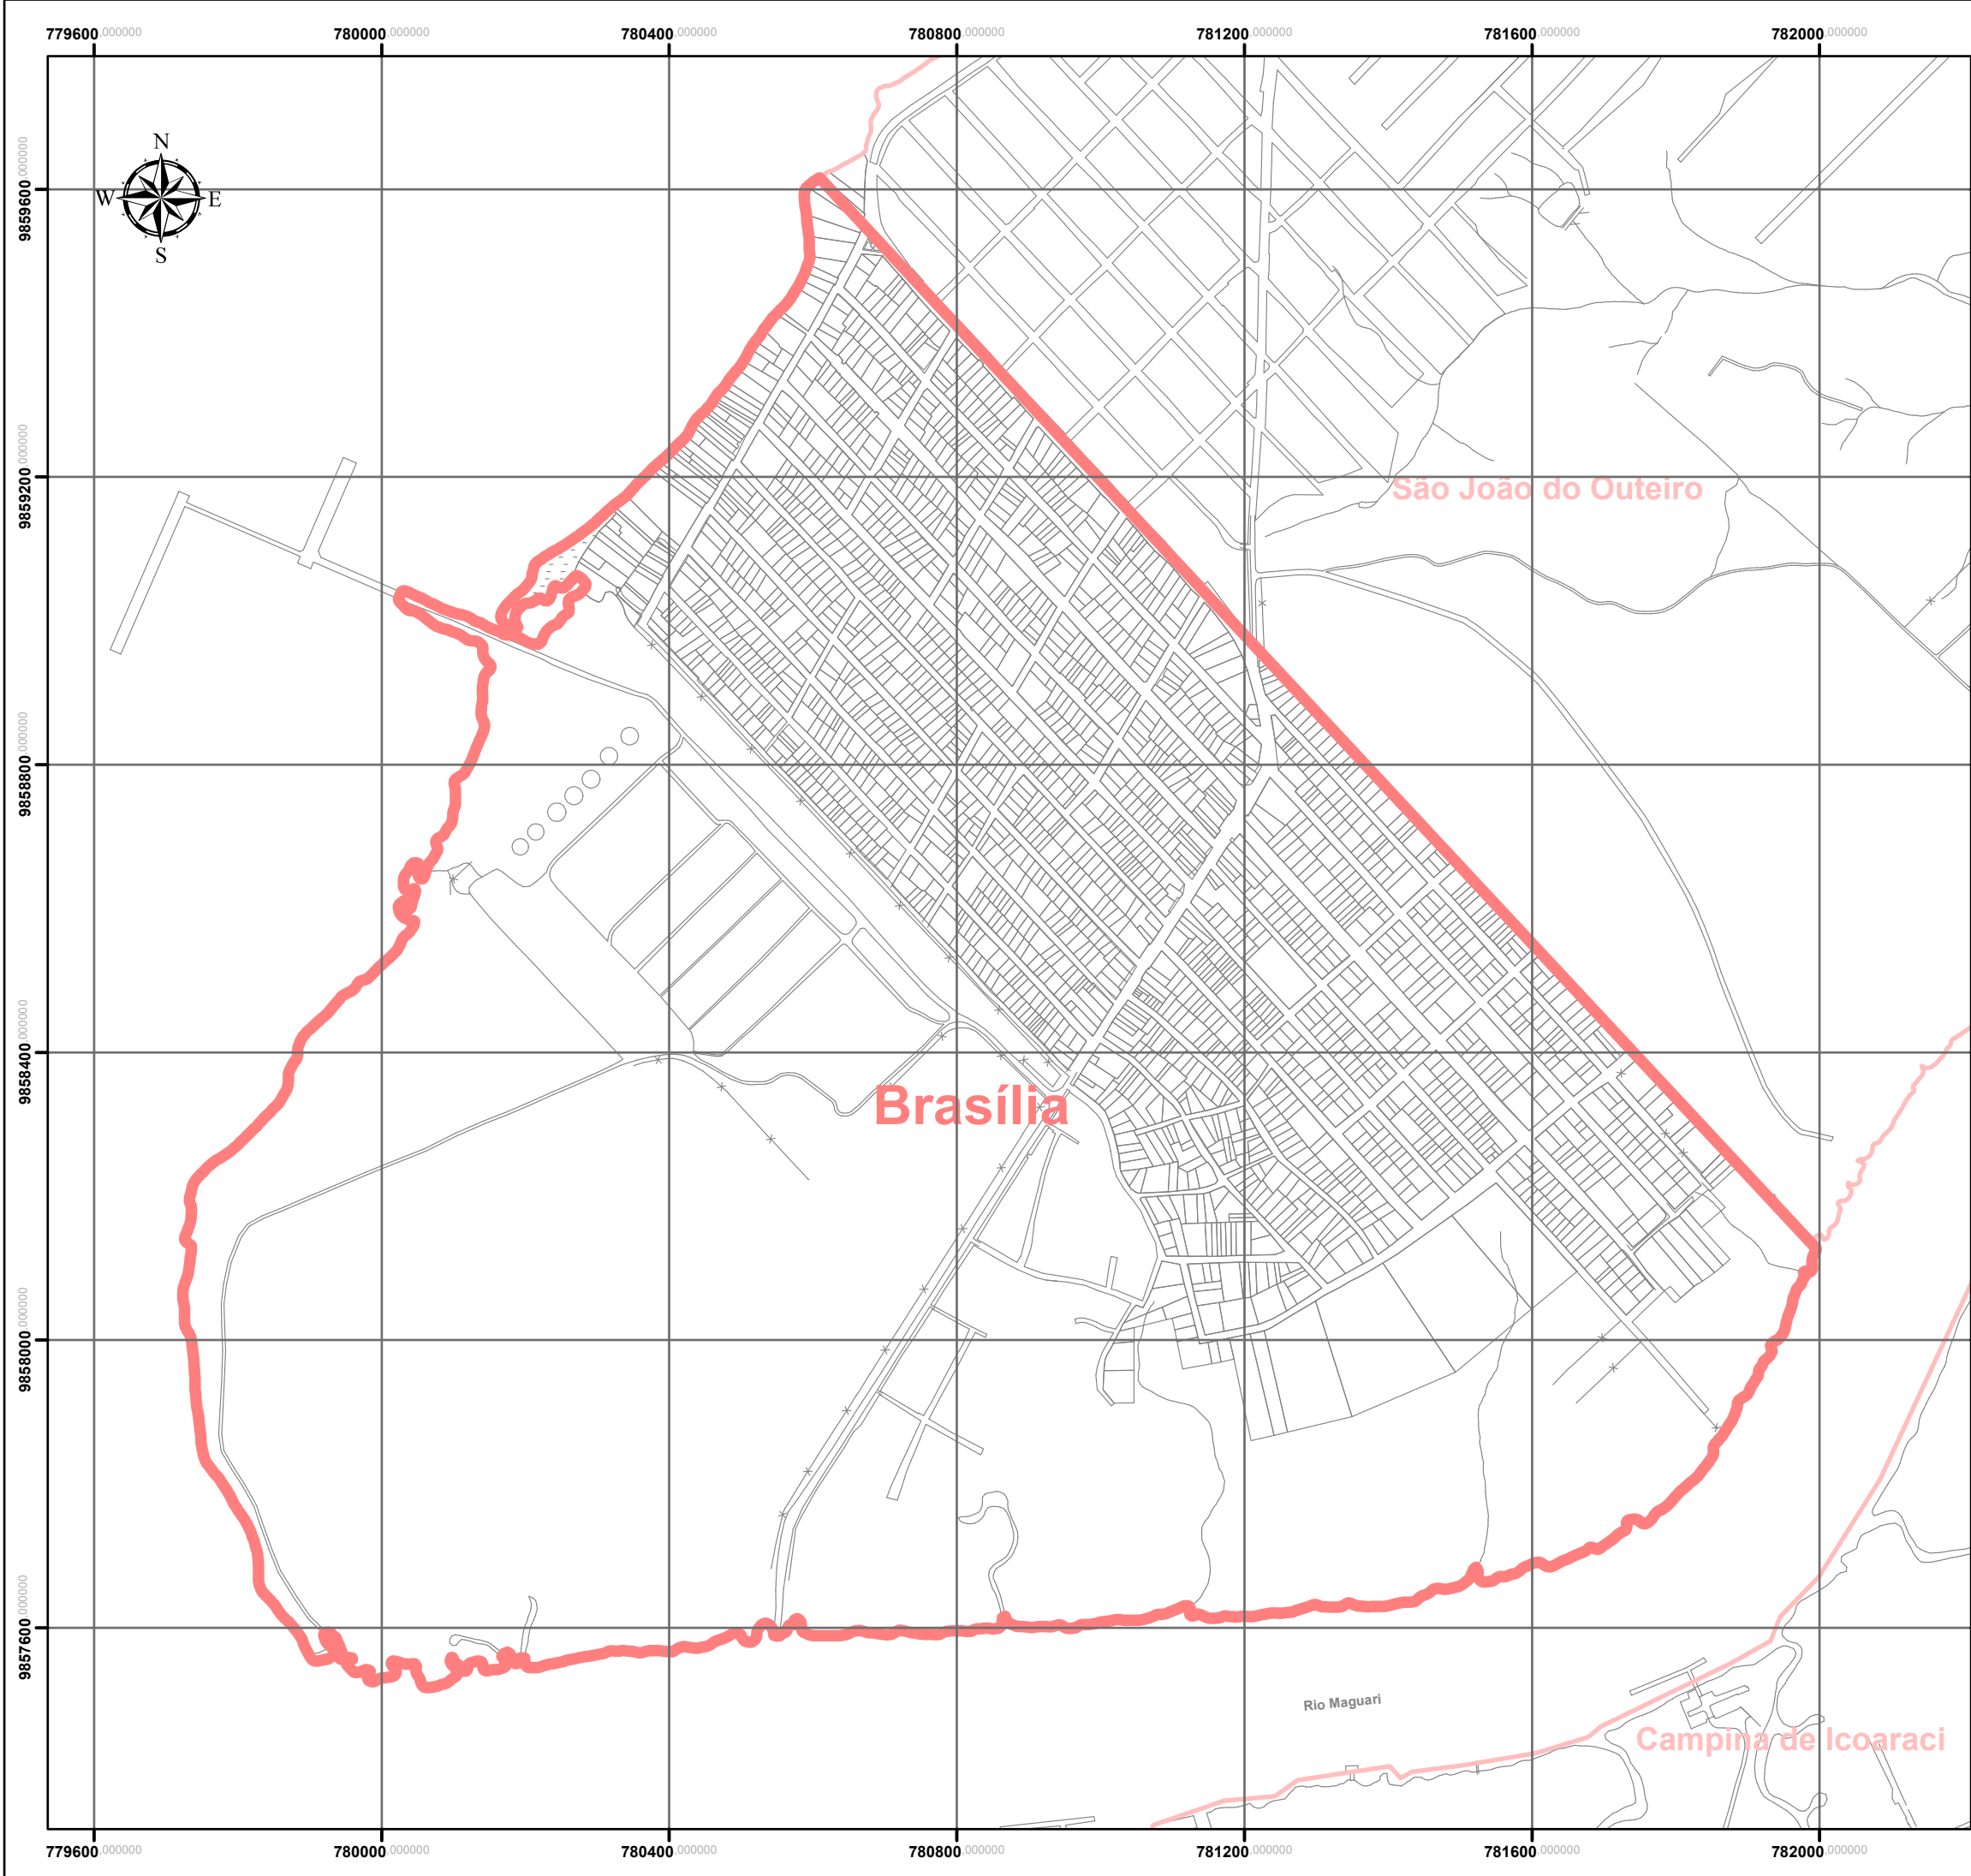 779600.000000 780000.000000 780400.000000 780800.000000 781200.000000 781600.000000 782000.000000
N
W E
S
9859600.000000
9859200.000000
São João do Outeiro
9858800.000000
9858400.000000
Brasília
9858000.000000
9857600.000000
Rio Maguari
Campina de Icoaraci
779600.000000 780000.000000 780400.000000 780800.000000 781200.000000 781600.000000 782000.000000